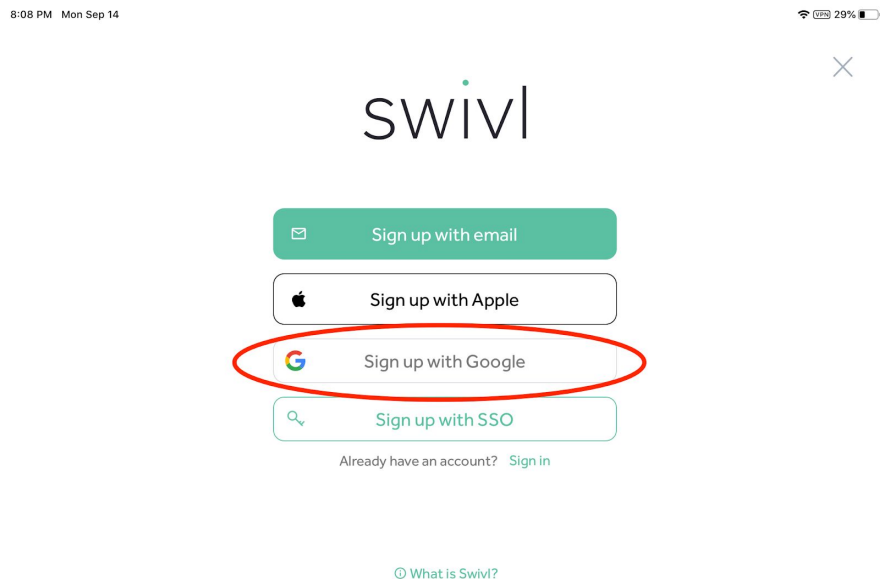 8:08 PM Mon Sep 14
VPN 29%
swivl
Sign up with email
Sign up with Apple
Sign up with Google
Sign up with SSO
Already have an account? Sign in
What is Swivl?